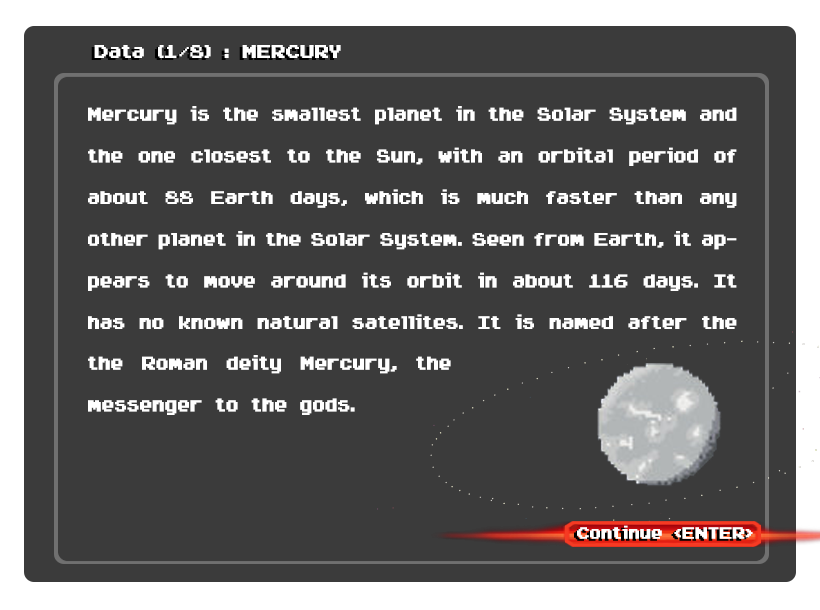 Data (1/8) : MERCURY
Mercury is the smallest planet in the Solar System and
the one closest to the Sun, with an orbital period of
about 88 Earth days, which is much faster than any
other planet in the Solar System. Seen from Earth, it ap-
pears to move around its orbit in about 116 days. It
has no known natural satellites. It is named after the
the Roman deity Mercury, the
messenger to the gods.
Continue <ENTER>